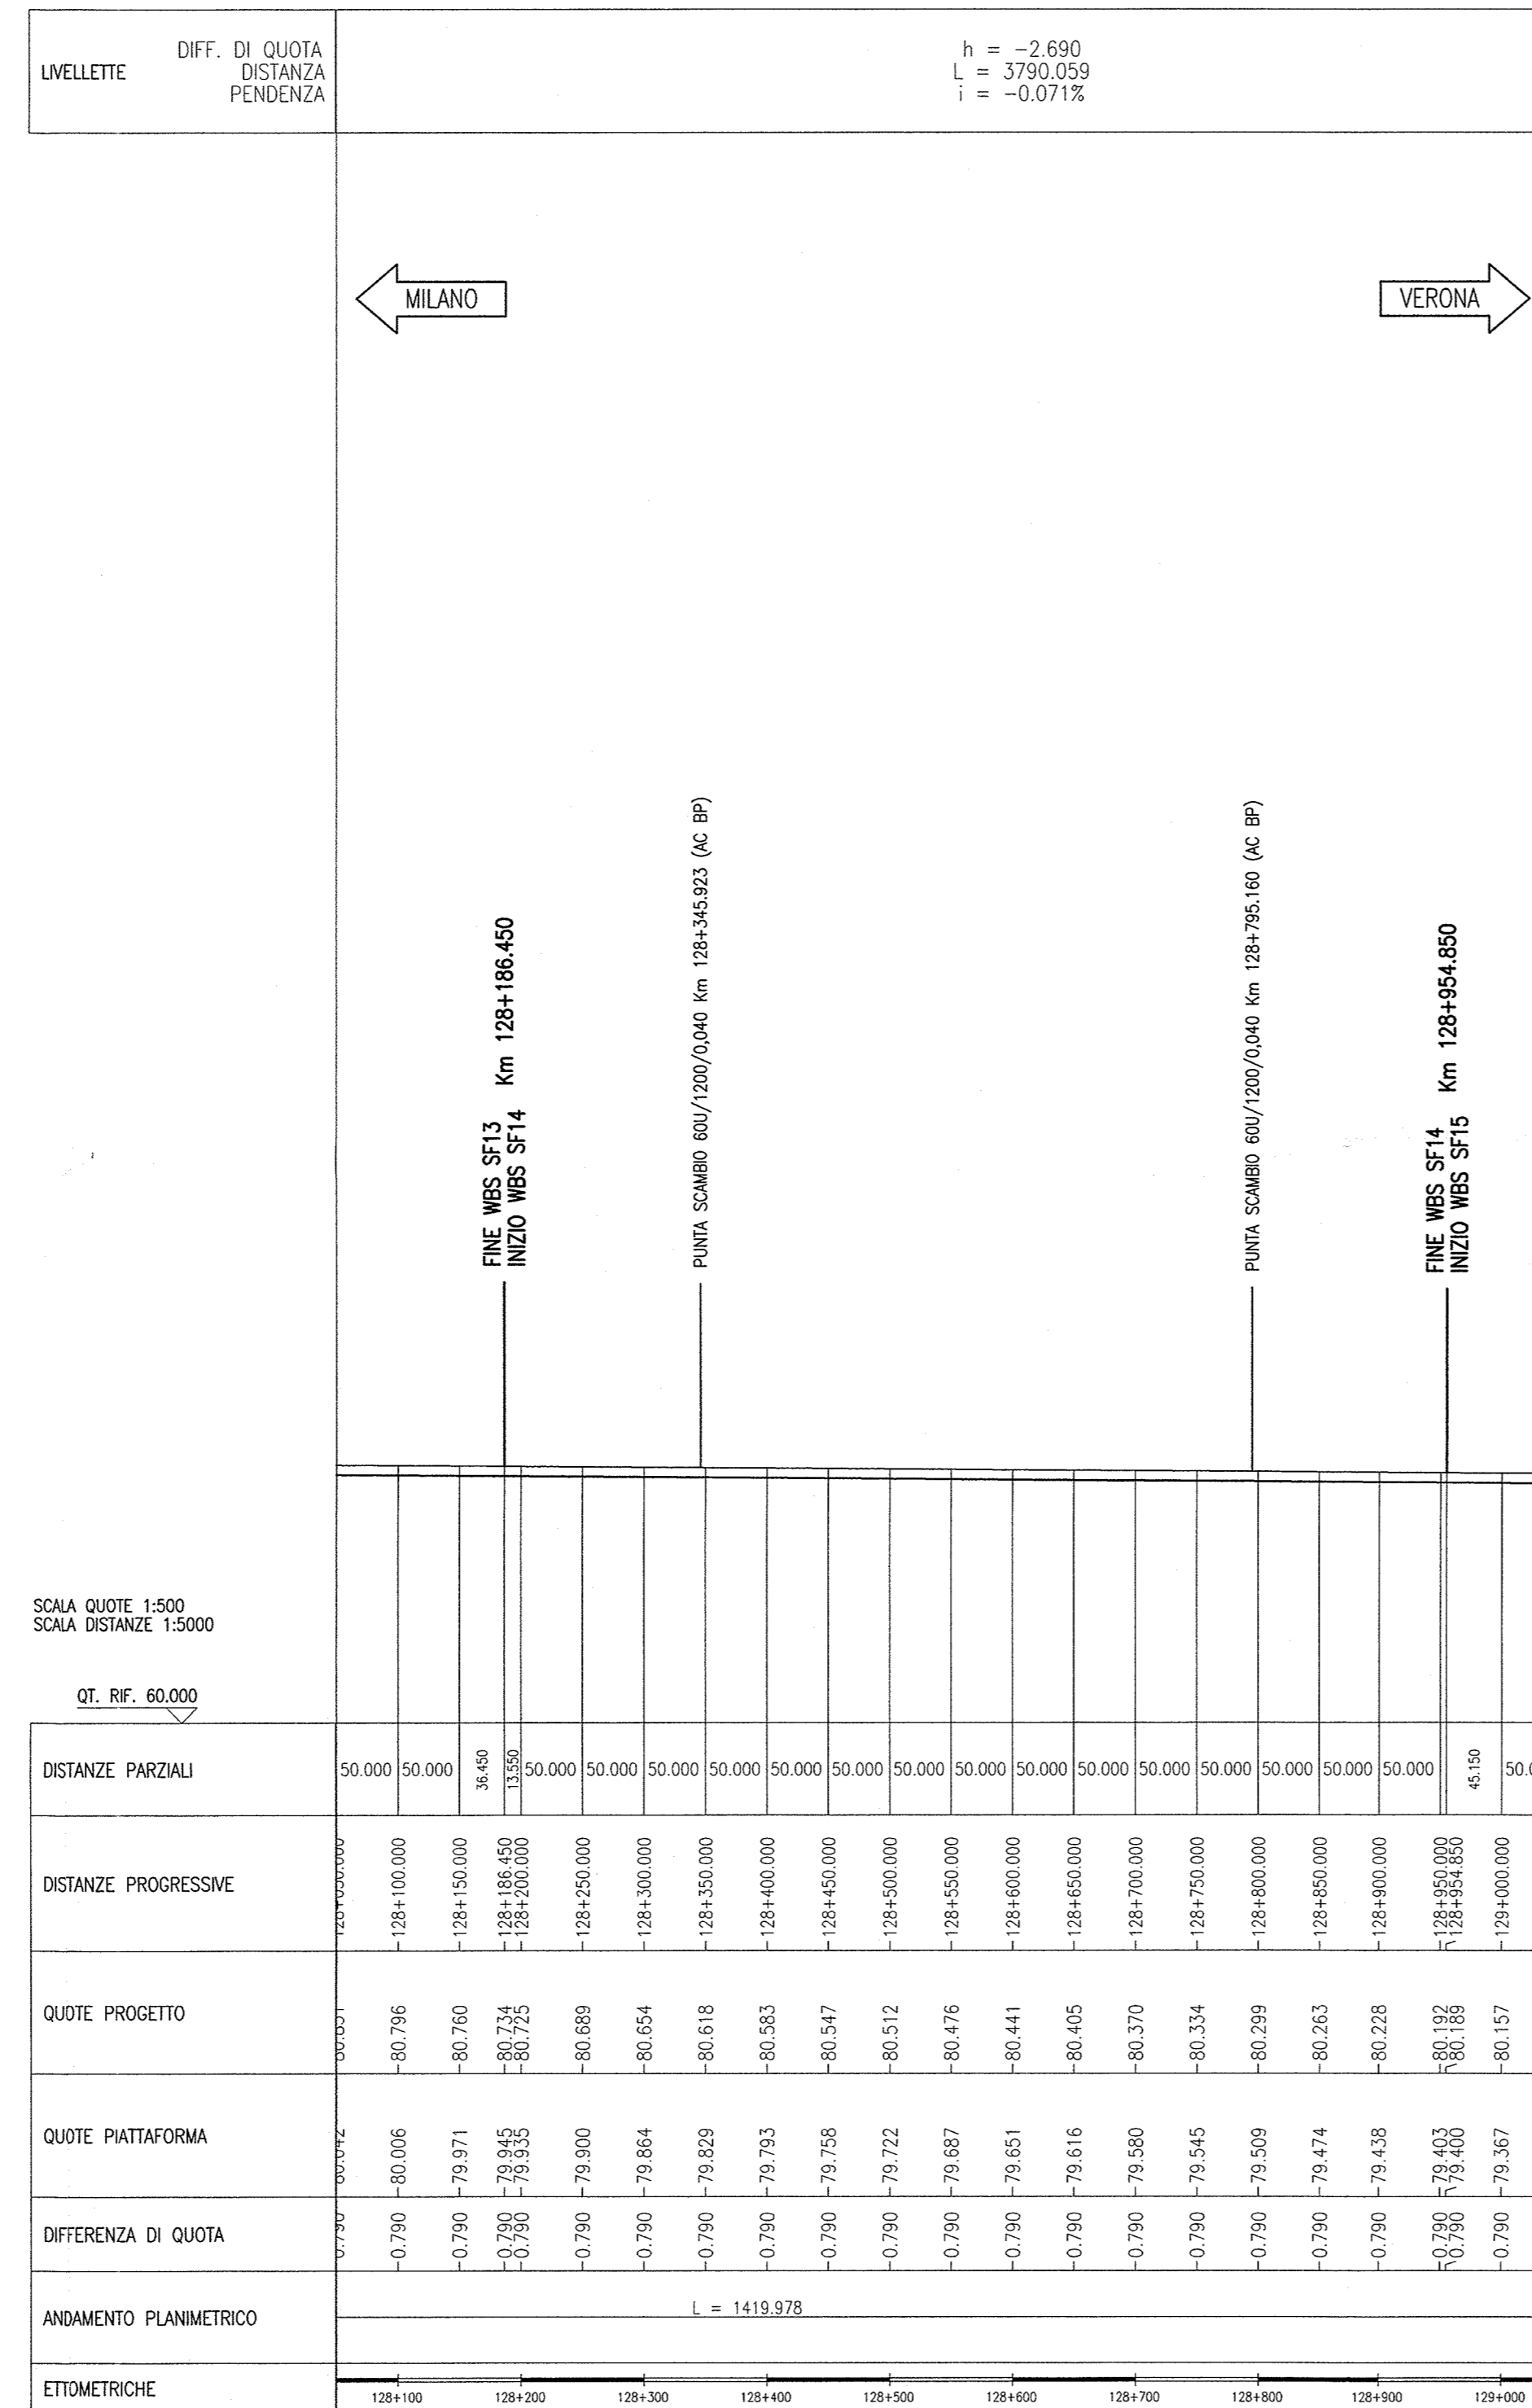 LIVELLETTE
DIFF. DI QUOTA
DISTANZA
PENDENZA
h = -2.690
L = 3790.059
i = -0.071%
MILANO
VERONA
FINE WBS SF13
INIZIO WBS SF14 Km 128+186.450
PUNTA SCAMBIO 60U/1200/0,040 Km 128+345.923 (AC BP)
PUNTA SCAMBIO 60U/1200/0,040 Km 128+795.160 (AC BP)
FINE WBS SF14
INIZIO WBS SF15 Km 128+954.850
SCALA QUOTE 1:500
SCALA DISTANZE 1:5000
QT. RIF. 60.000
DISTANZE PARZIALI 50.000 50.000 36.450 13.550 50.000 50.000 50.000 50.000 50.000 50.000 50.000 50.000 50.000 50.000 50.000 50.000 50.000 50.000 50.000 45.150
DISTANZE PROGRESSIVE 128+100.000 128+150.000 128+186.450 128+200.000 128+250.000 128+300.000 128+350.000 128+400.000 128+450.000 128+500.000 128+550.000 128+600.000 128+650.000 128+700.000 128+750.000 128+800.000 128+850.000 128+900.000 128+950.000 128+954.850 129+000.000
QUOTE PROGETTO 80.796 80.760 80.734 80.725 80.689 80.654 80.618 80.583 80.547 80.512 80.476 80.441 80.405 80.370 80.334 80.299 80.263 80.228 80.192 80.189 80.157
QUOTE PIATTAFORMA 80.006 79.971 79.945 79.935 79.900 79.864 79.829 79.793 79.758 79.722 79.687 79.651 79.616 79.580 79.545 79.509 79.474 79.438 79.403 79.400 79.367
DIFFERENZA DI QUOTA 0.790 0.790 0.790 0.790 0.790 0.790 0.790 0.790 0.790 0.790 0.790 0.790 0.790 0.790 0.790 0.790 0.790 0.790 0.790 0.790 0.790 0.790
ANDAMENTO PLANIMETRICO L = 1419.978
ETTOMETRICHE 128+100 128+200 128+300 128+400 128+500 128+600 128+700 128+800 128+900 129+000